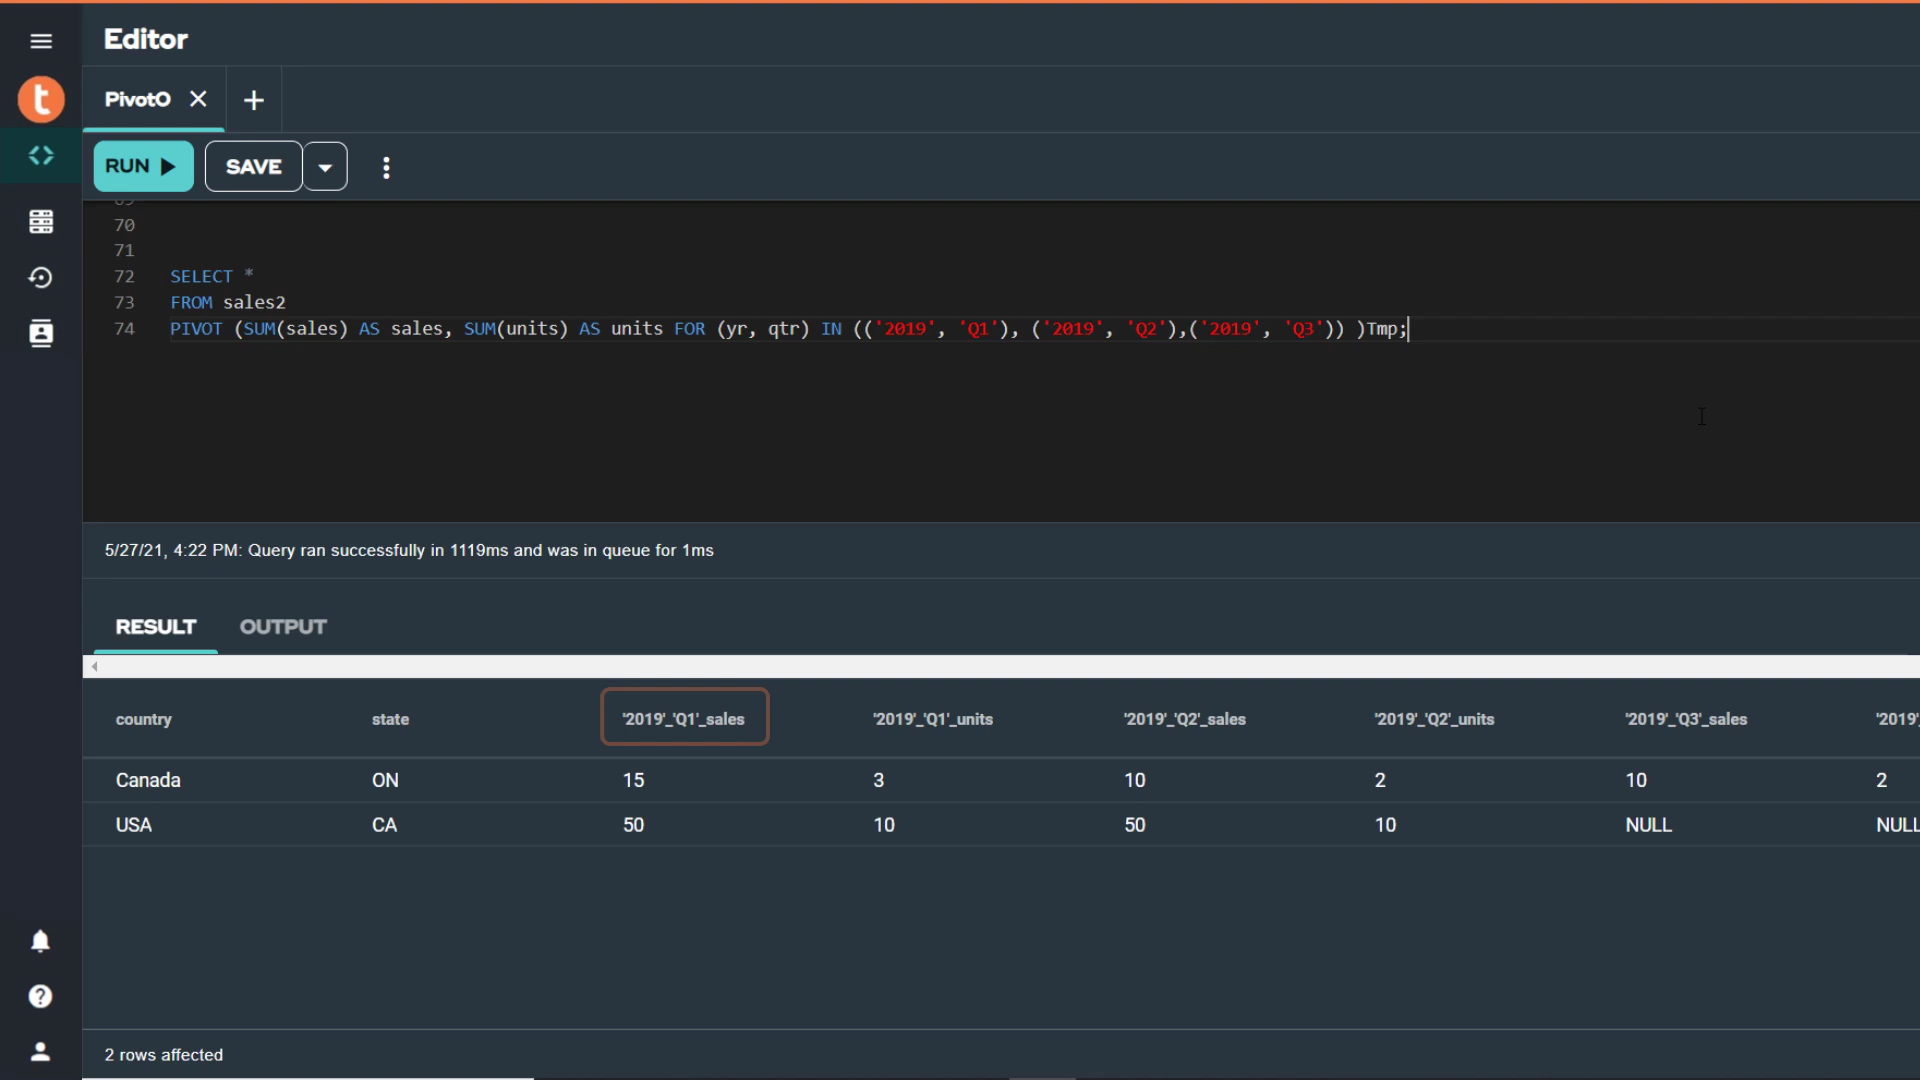 Editor
t
PivotO
RUN
SAVE
70
71
72 SELECT *
73 FROM sales2
74 PIVOT (SUM(sales) AS sales, SUM(units) AS units FOR (yr, qtr) IN (('2019', 'Q1'), ('2019', 'Q2'),('2019', 'Q3')) )Tmp;
5/27/21, 4:22 PM: Query ran successfully in 1119ms and was in queue for 1ms
RESULT OUTPUT
country state '2019'_'Q1'_sales '2019'_'Q1'_units '2019'_'Q2'_sales '2019'_'Q2'_units '2019'_'Q3'_sales '2019'_
Canada ON 15 3 10 2 10 2
USA CA 50 10 50 10 NULL NULL
2 rows affected